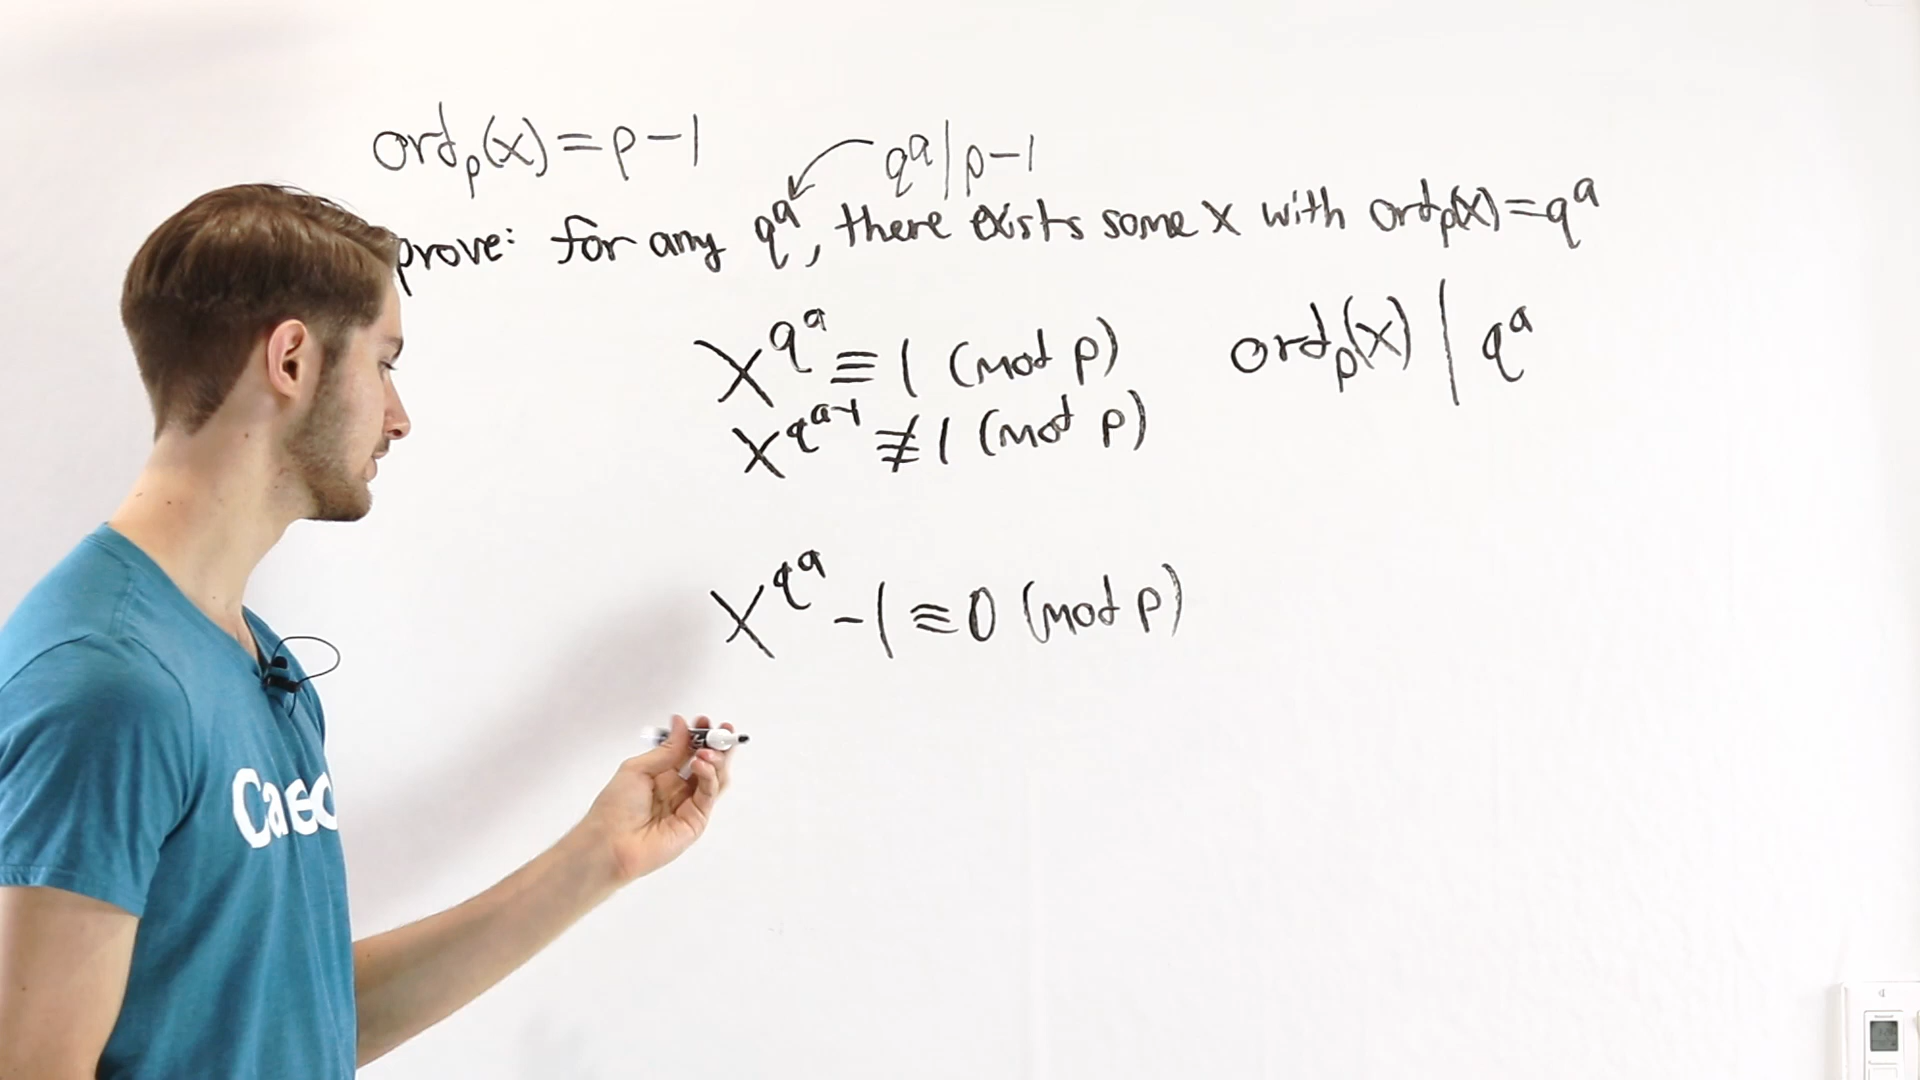 ord_p(x) = p-1
q^a | p-1
prove: for any q^a, there exists some x with ord_p(x) = q^a
x^{q^a} ≡ 1 (mod p)
ord_p(x) | q^a
x^{q^{a-1}} ≢ 1 (mod p)
x^{q^a} - 1 ≡ 0 (mod p)